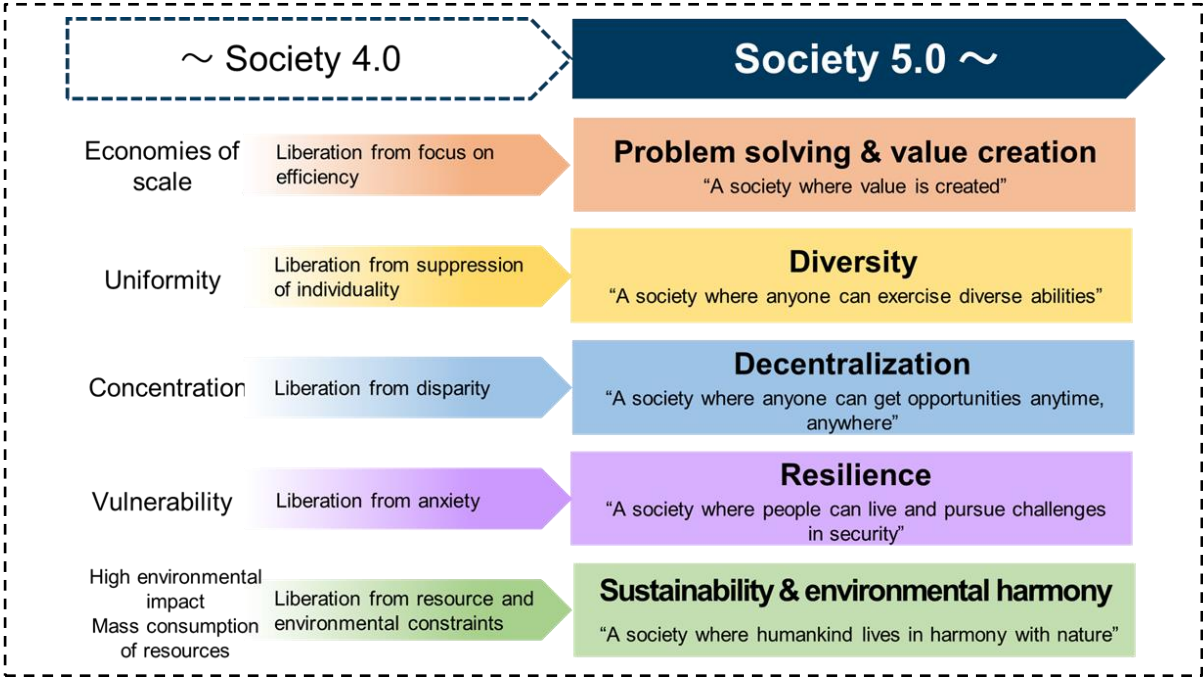 ～ Society 4.0
Society 5.0 ～
Economies of
scale
Liberation from focus on
efficiency
Problem solving & value creation
“A society where value is created”
Uniformity
Liberation from suppression
of individuality
Diversity
“A society where anyone can exercise diverse abilities”
Concentration
Liberation from disparity
Decentralization
“A society where anyone can get opportunities anytime,
anywhere”
Vulnerability
Liberation from anxiety
Resilience
“A society where people can live and pursue challenges
in security”
High environmental
impact
Mass consumption
of resources
Liberation from resource and
environmental constraints
Sustainability & environmental harmony
“A society where humankind lives in harmony with nature”